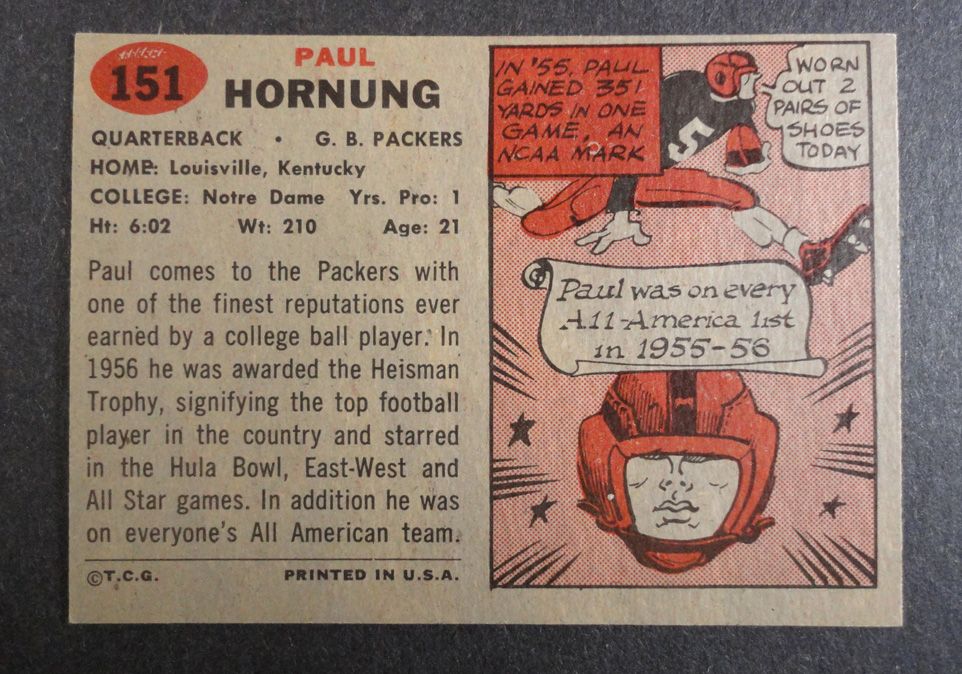 151
PAUL
HORNUNG
QUARTERBACK • G. B. PACKERS
HOME: Louisville, Kentucky
COLLEGE: Notre Dame Yrs. Pro: 1
Ht: 6:02 Wt: 210 Age: 21
Paul comes to the Packers with
one of the finest reputations ever
earned by a college ball player. In
1956 he was awarded the Heisman
Trophy, signifying the top football
player in the country and starred
in the Hula Bowl, East-West and
All Star games. In addition he was
on everyone's All American team.
©T.C.G. PRINTED IN U.S.A.
IN '55, PAUL
GAINED 351
YARDS IN ONE
GAME, AN
NCAA MARK
5
WORN
OUT 2
PAIRS OF
SHOES
TODAY
Paul was on every
All-America list
in 1955-56